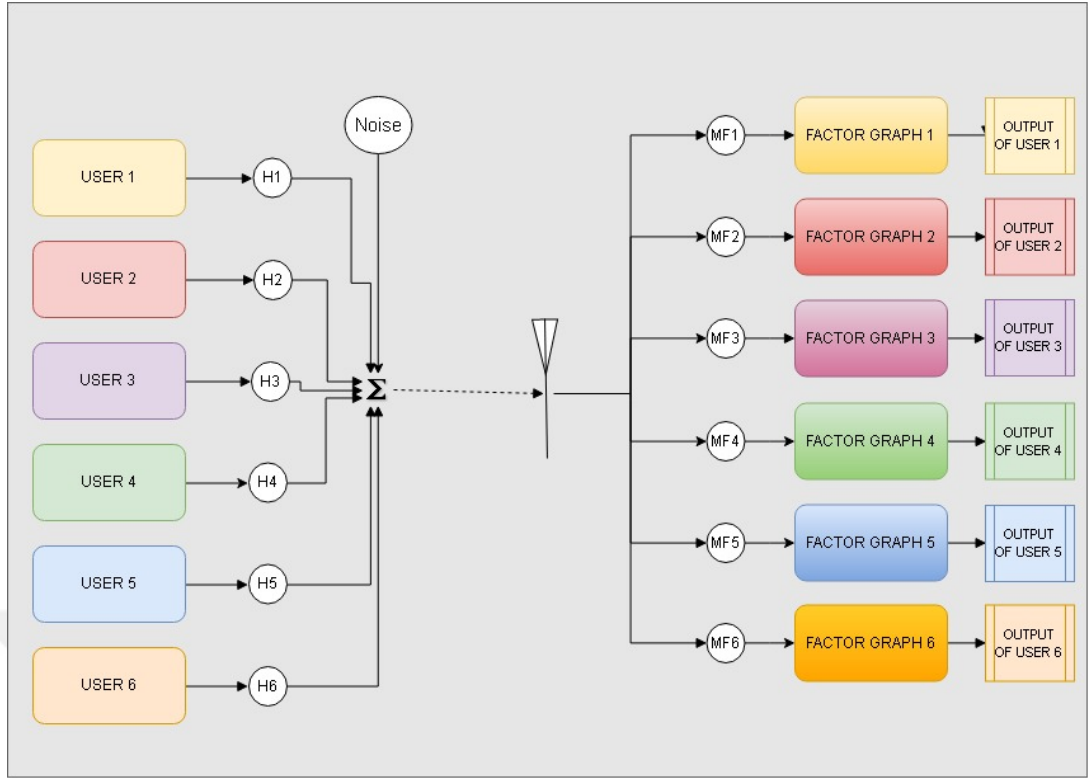 Noise
USER 1
H1
USER 2
H2
USER 3
H3
USER 4
H4
USER 5
H5
USER 6
H6
Σ
MF1
FACTOR GRAPH 1
OUTPUT
OF USER 1
MF2
FACTOR GRAPH 2
OUTPUT
OF USER 2
MF3
FACTOR GRAPH 3
OUTPUT
OF USER 3
MF4
FACTOR GRAPH 4
OUTPUT
OF USER 4
MF5
FACTOR GRAPH 5
OUTPUT
OF USER 5
MF6
FACTOR GRAPH 6
OUTPUT
OF USER 6